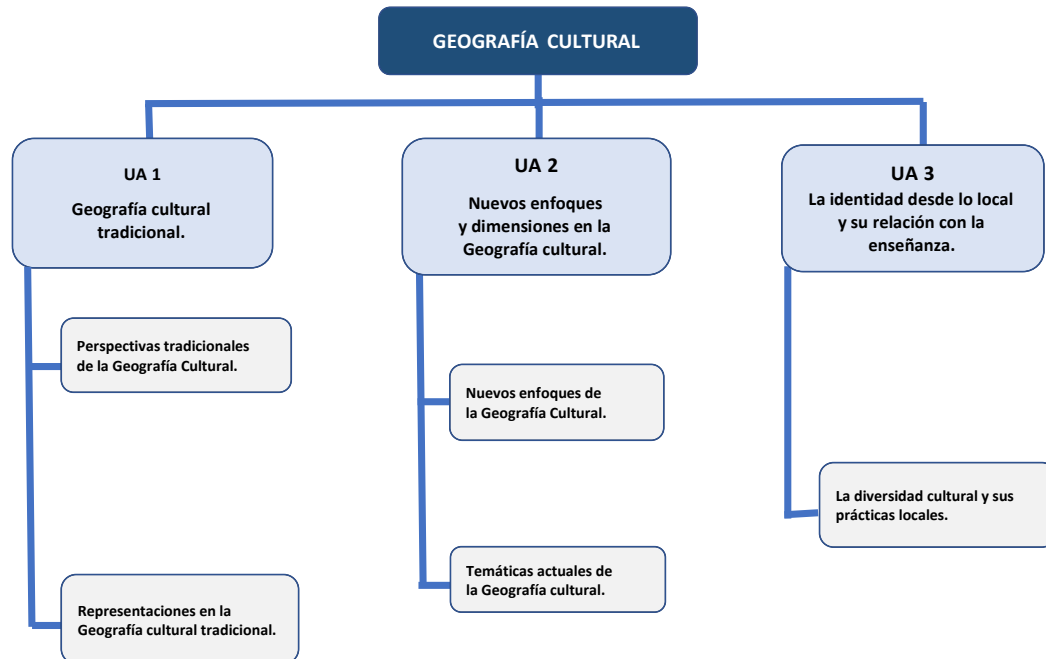 GEOGRAFÍA CULTURAL
UA 1
Geografía cultural
tradicional.
Perspectivas tradicionales
de la Geografía Cultural.
Representaciones en la
Geografía cultural tradicional.
UA 2
Nuevos enfoques
y dimensiones en la
Geografía cultural.
Nuevos enfoques de
la Geografía Cultural.
Temáticas actuales de
la Geografía cultural.
UA 3
La identidad desde lo local
y su relación con la
enseñanza.
La diversidad cultural y sus
prácticas locales.